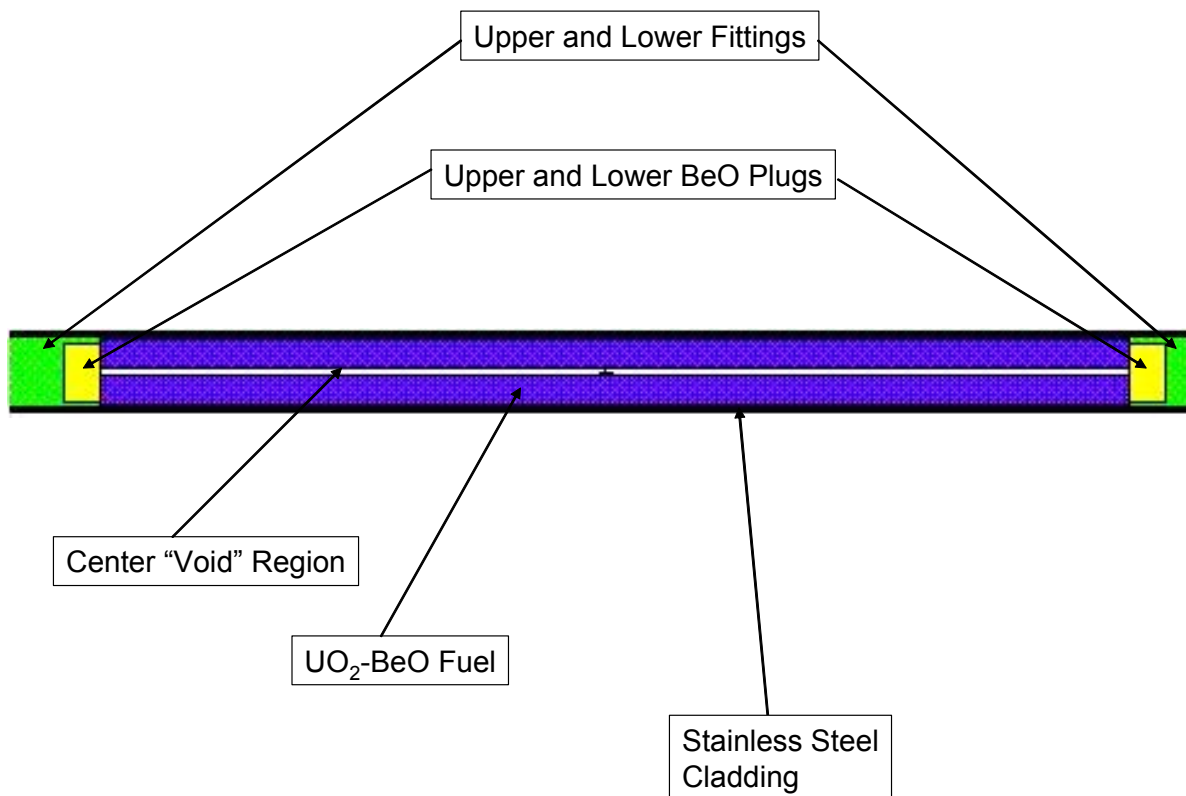 Upper and Lower Fittings
Upper and Lower BeO Plugs
Center “Void” Region
UO₂-BeO Fuel
Stainless Steel
Cladding